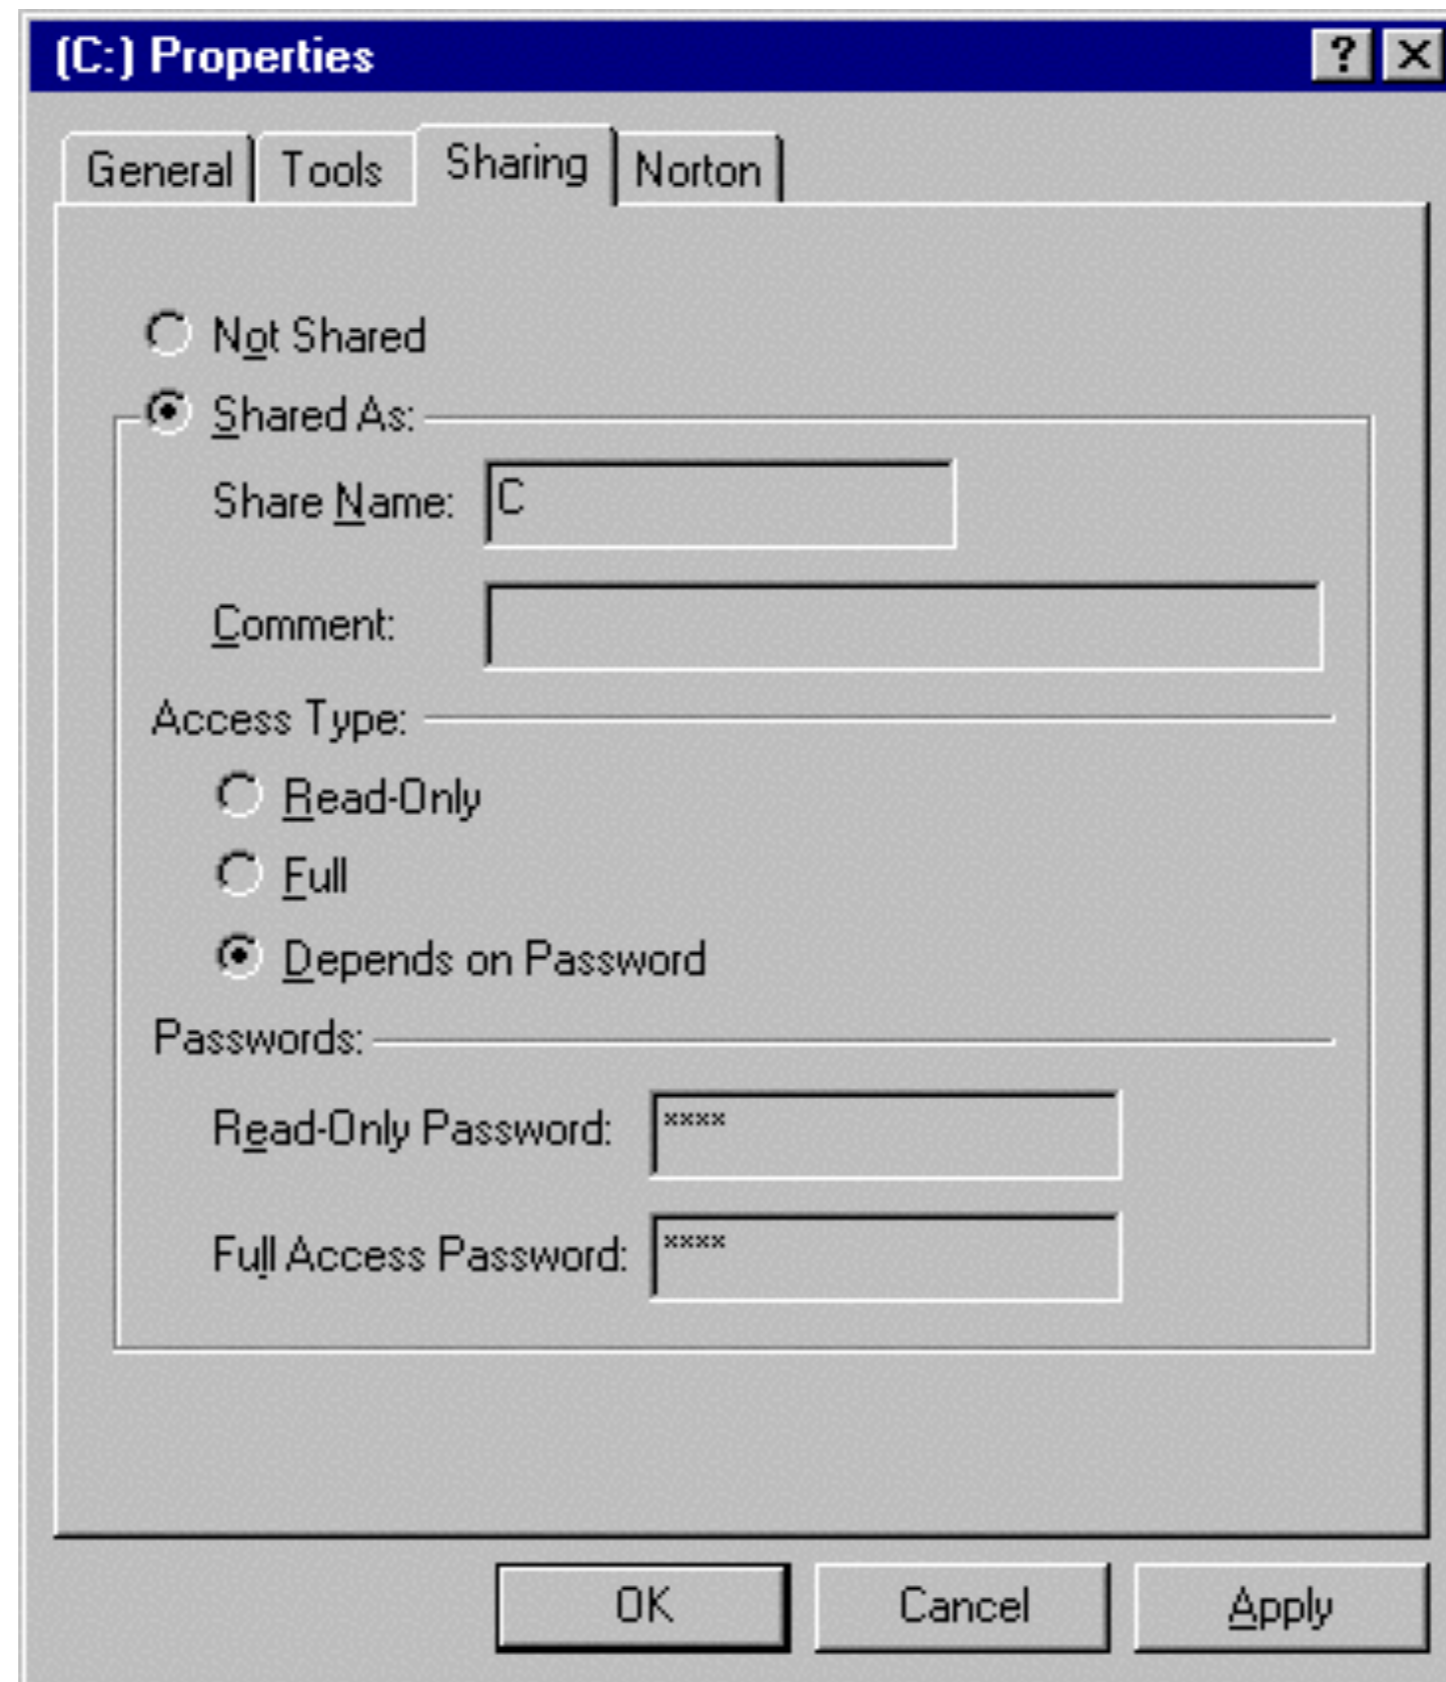 (C:) Properties
General Tools Sharing Norton
Not Shared
Shared As:
Share Name: C
Comment:
Access Type:
Read-Only
Full
Depends on Password
Passwords:
Read-Only Password: ****
Full Access Password: ****
OK Cancel Apply